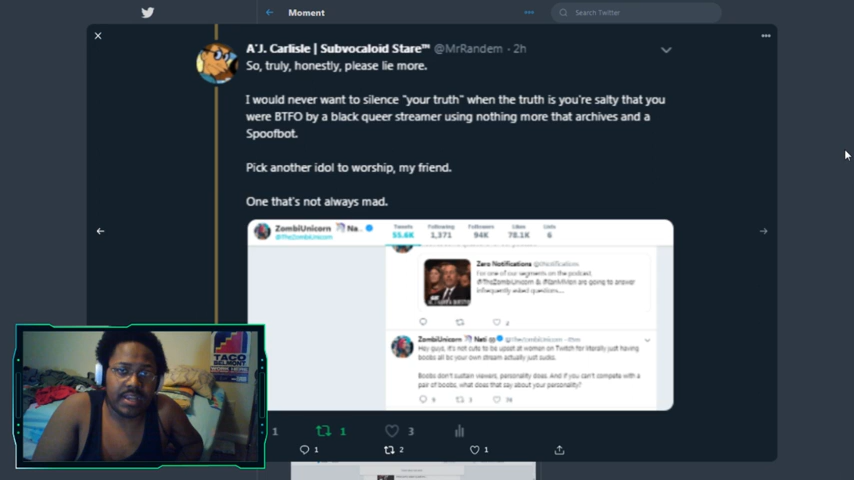 Moment
Search Twitter
A'J. Carlisle | Subvocaloid Stare™ @MrRandem · 2h
So, truly, honestly, please lie more.
I would never want to silence "your truth" when the truth is you're salty that you
were BTFO by a black queer streamer using nothing more that archives and a
Spoofbot.
Pick another idol to worship, my friend.
One that's not always mad.
ZombiUnicorn Na..
@TheZombiUnicorn
Tweets Following Followers Likes Lists
55.6K 1,371 94K 78.1K 6
Zero Notifications
For one of our segments on the podcast,
@TheZombiUnicorn & are going to answer
infrequently asked questions...
2
ZombiUnicorn @TheZombiUnicorn
Hey guys, it's not cute to be upset at women on Twitch for literally just having
boobs all be your own stream actually just sucks.
Boobs don't sustain viewers, personality does. And if you can't compete with a
pair of boobs, what does that say about your personality?
1 1 3
1 2 1
TACO
BELMONT